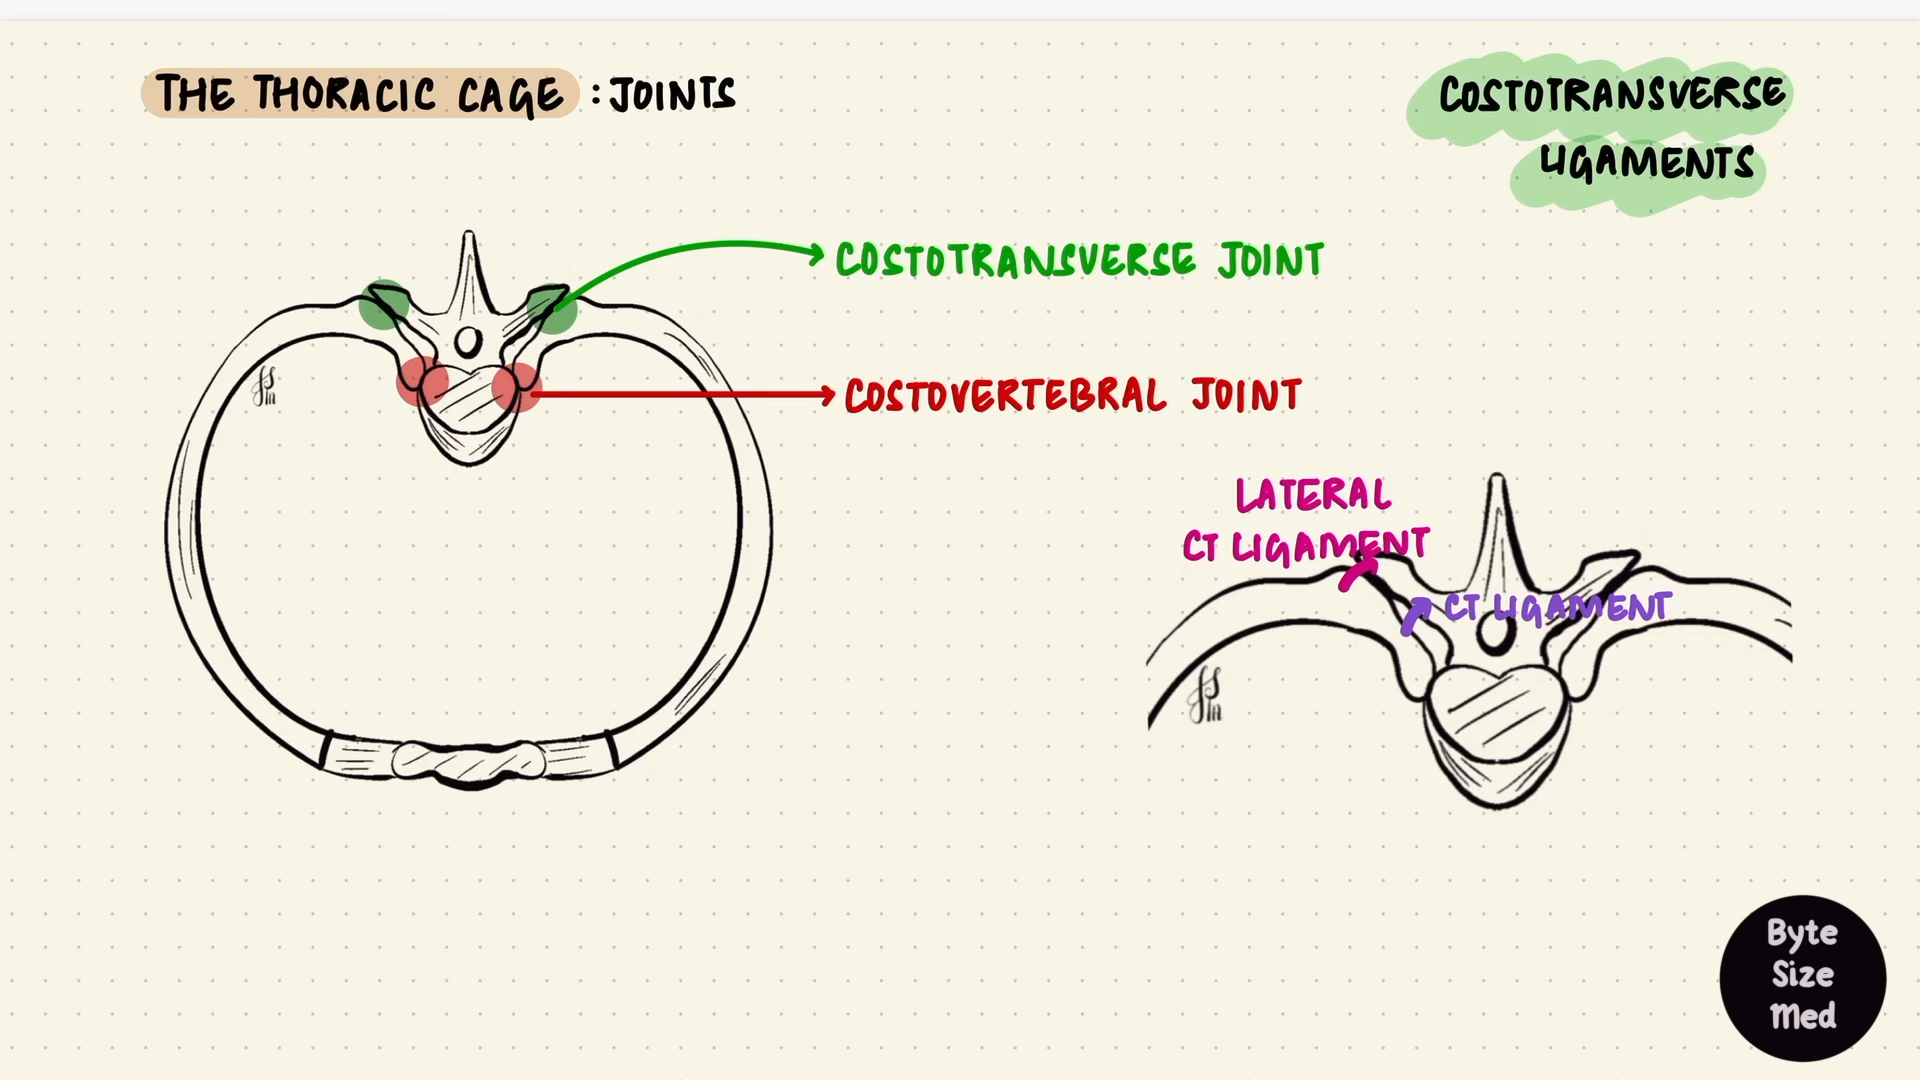 THE THORACIC CAGE : JOINTS
COSTOTRANSVERSE
LIGAMENTS
COSTOTRANSVERSE JOINT
COSTOVERTEBRAL JOINT
LATERAL
CT LIGAMENT
CT LIGAMENT
Byte
Size
Med